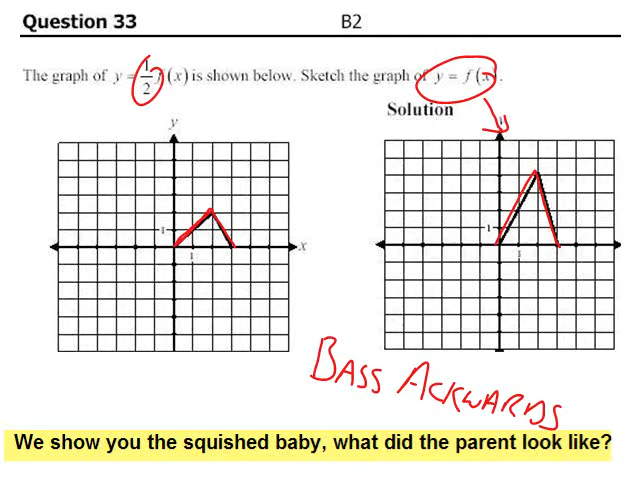 Question 33 B2
The graph of y = 1/2 f (x) is shown below. Sketch the graph of y = f (x).
Solution
y
1
1
x
1
1
BASS ACKWARDS
We show you the squished baby, what did the parent look like?